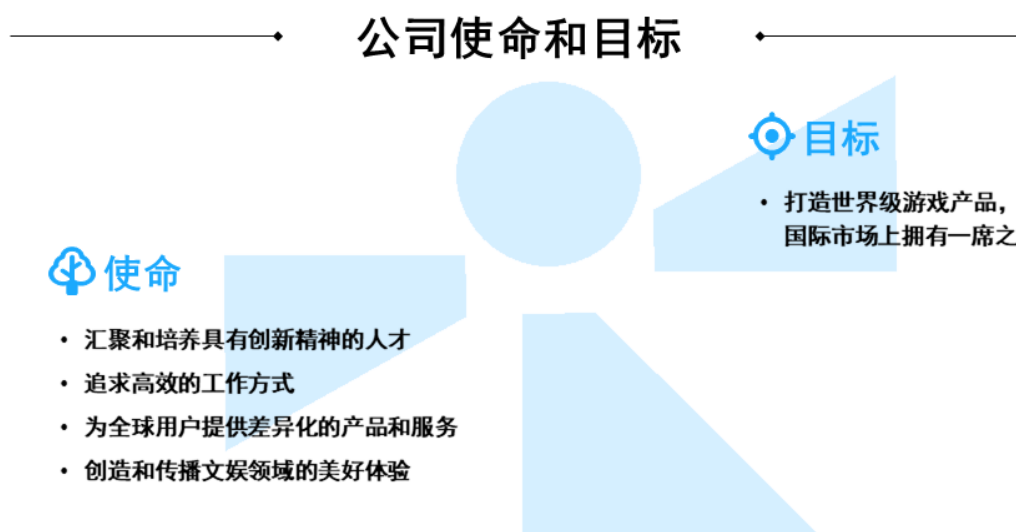 公司使命和目标
目标
• 打造世界级游戏产品，
国际市场上拥有一席之
使命
• 汇聚和培养具有创新精神的人才
• 追求高效的工作方式
• 为全球用户提供差异化的产品和服务
• 创造和传播文娱领域的美好体验